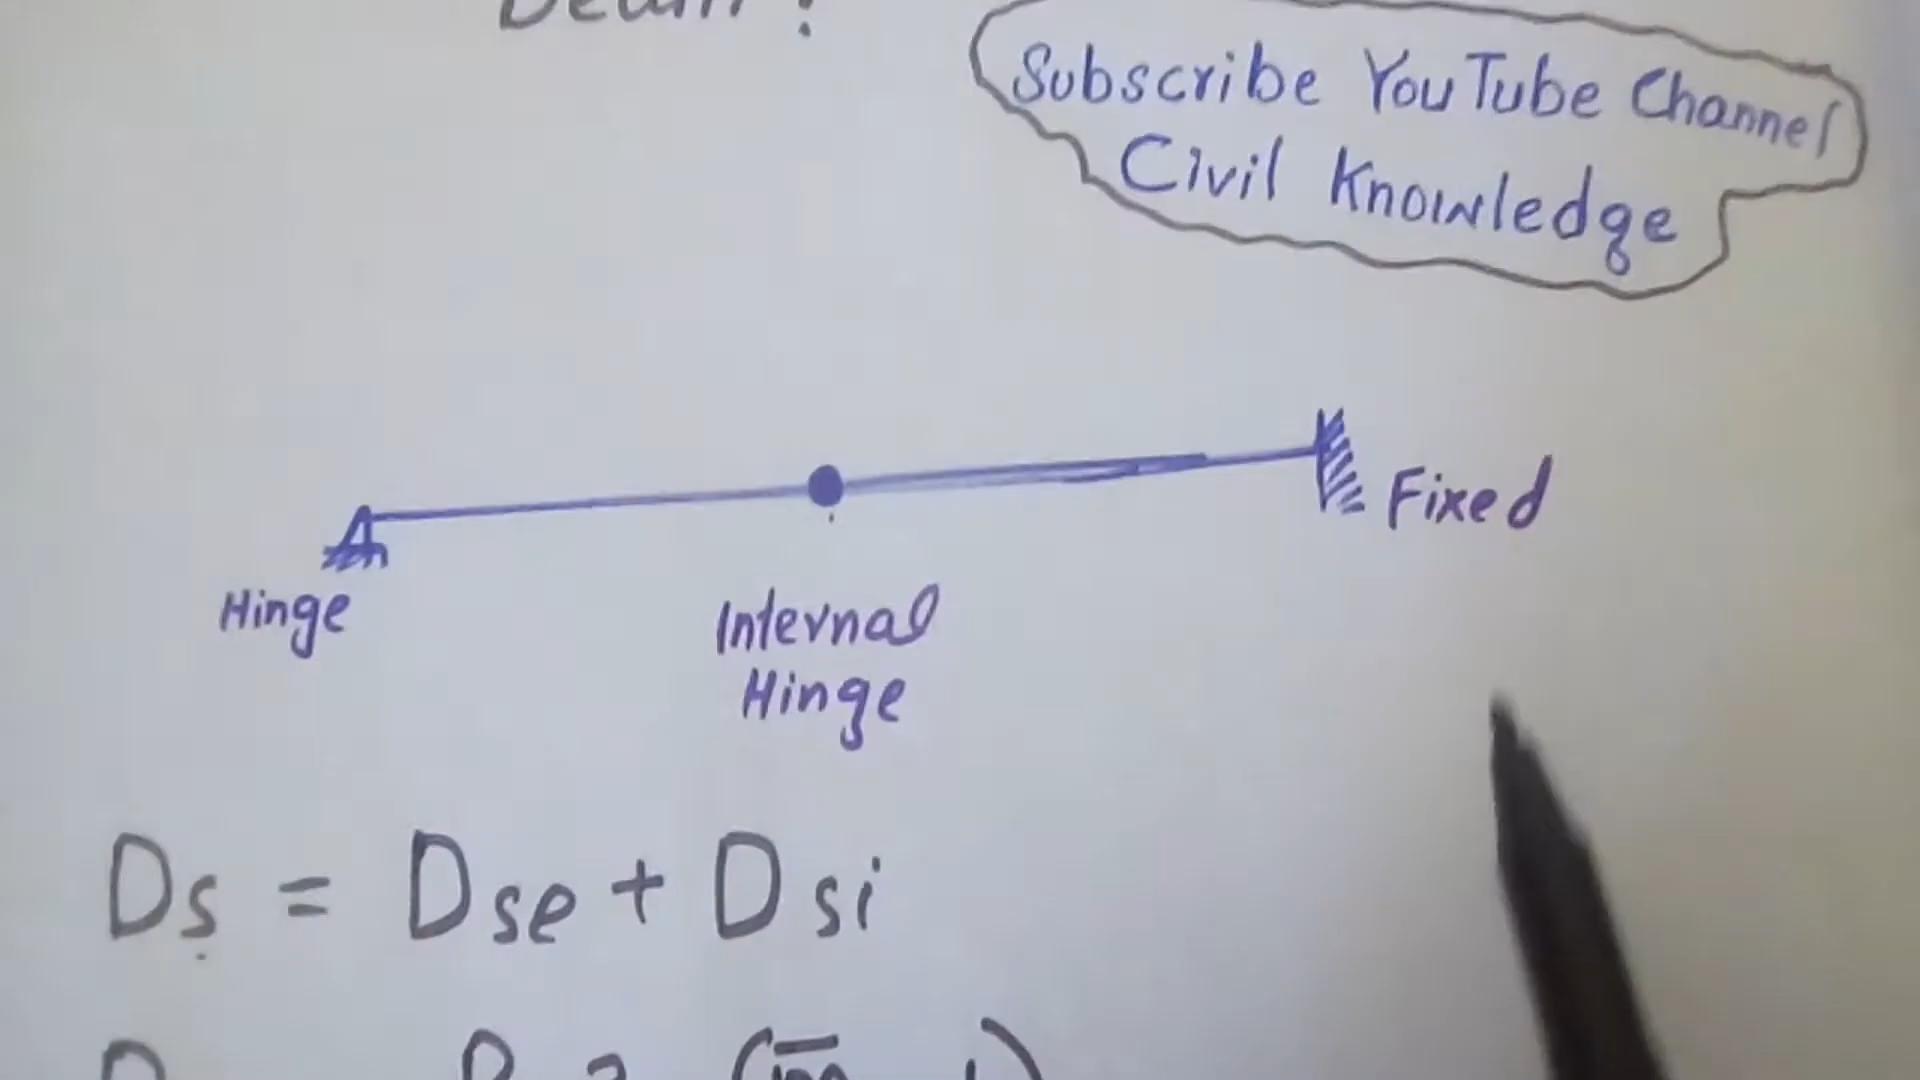 Subscribe YouTube Channel
Civil Knowledge
Fixed
Hinge
Internal
Hinge
Ds = Dse + Dsi